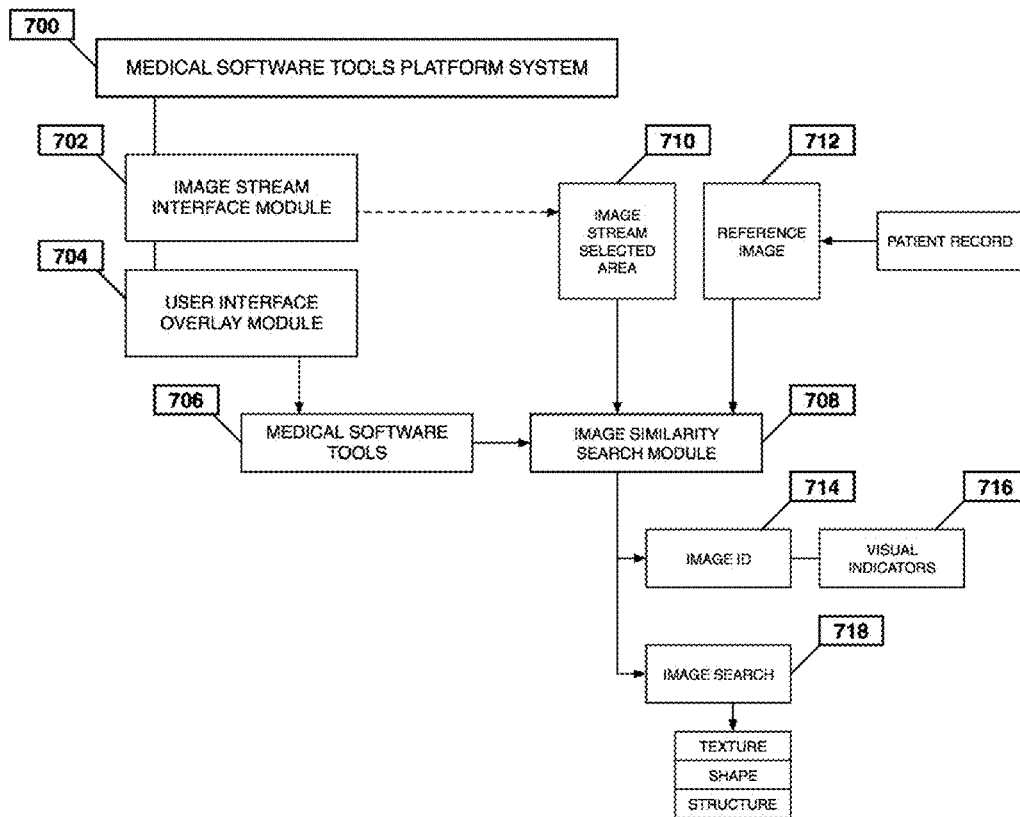 700
MEDICAL SOFTWARE TOOLS PLATFORM SYSTEM
702
IMAGE STREAM
INTERFACE MODULE
710
IMAGE
STREAM
SELECTED
AREA
712
REFERENCE
IMAGE
PATIENT RECORD
704
USER INTERFACE
OVERLAY MODULE
706
MEDICAL SOFTWARE
TOOLS
708
IMAGE SIMILARITY
SEARCH MODULE
714
IMAGE ID
716
VISUAL
INDICATORS
718
IMAGE SEARCH
TEXTURE
SHAPE
STRUCTURE